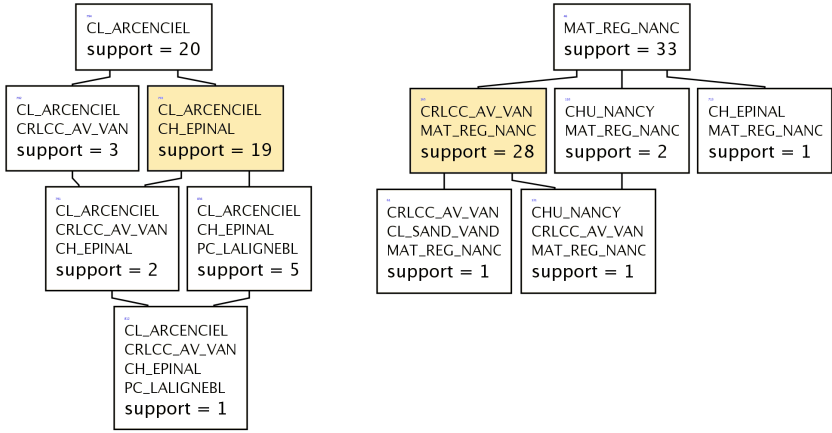 CL_ARCENCIEL
support = 20
CL_ARCENCIEL
CRLCC_AV_VAN
support = 3
CL_ARCENCIEL
CH_EPINAL
support = 19
CL_ARCENCIEL
CRLCC_AV_VAN
CH_EPINAL
support = 2
CL_ARCENCIEL
CH_EPINAL
PC_LALIGNEBL
support = 5
CL_ARCENCIEL
CRLCC_AV_VAN
CH_EPINAL
PC_LALIGNEBL
support = 1
MAT_REG_NANC
support = 33
CRLCC_AV_VAN
MAT_REG_NANC
support = 28
CHU_NANCY
MAT_REG_NANC
support = 2
CH_EPINAL
MAT_REG_NANC
support = 1
CRLCC_AV_VAN
CL_SAND_VAND
MAT_REG_NANC
support = 1
CHU_NANCY
CRLCC_AV_VAN
MAT_REG_NANC
support = 1